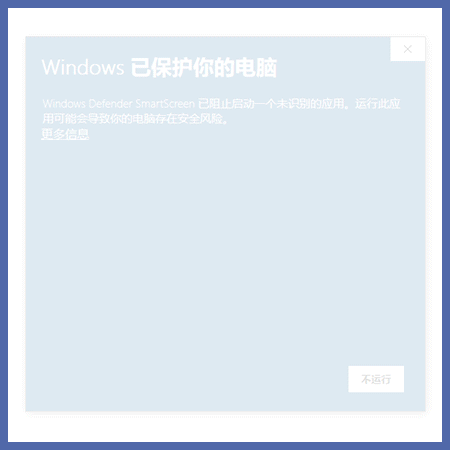 Windows 已保护你的电脑
Windows Defender SmartScreen 已阻止启动一个未识别的应用。运行此应
用可能会导致你的电脑存在安全风险。
更多信息
不运行